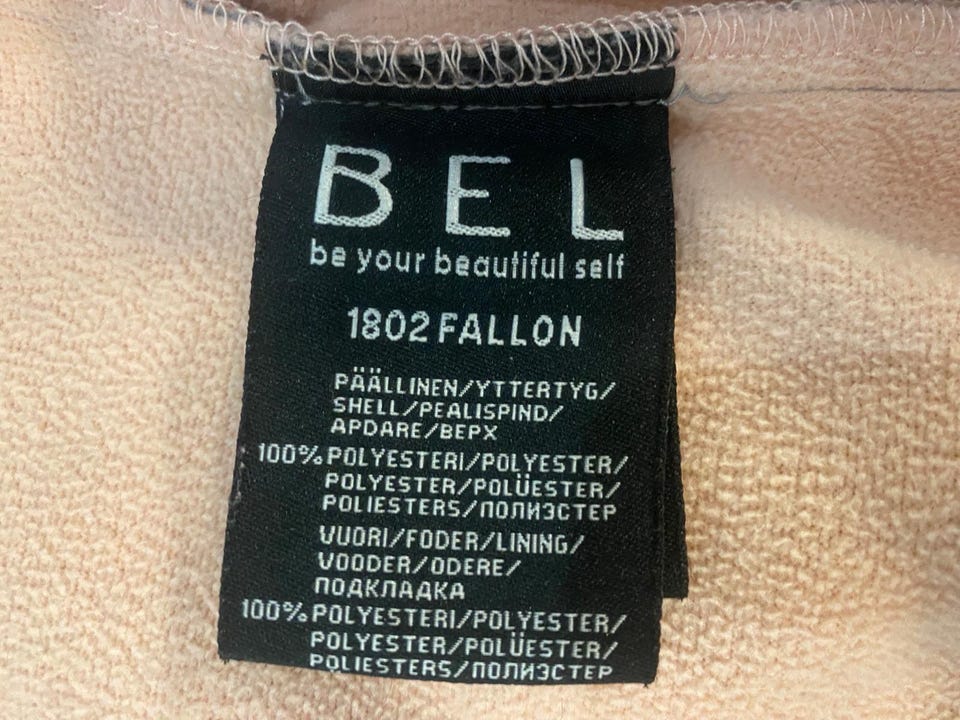 BEL
be your beautiful self
1802 FALLON
PÄÄLLINEN/YTTERTYG/
SHELL/PEALISPIND/
APDARE/ВЕРХ
100% POLYESTERI/POLYESTER/
POLYESTER/POLÜESTER/
POLIESTERS/ПОЛИЭСТЕР
VUORI/FODER/LINING/
VOODER/ODERE/
ПОДКЛАДКА
100% POLYESTERI/POLYESTER/
POLYESTER/POLÜESTER/
POLIESTERS/ПОЛИЭСТЕР